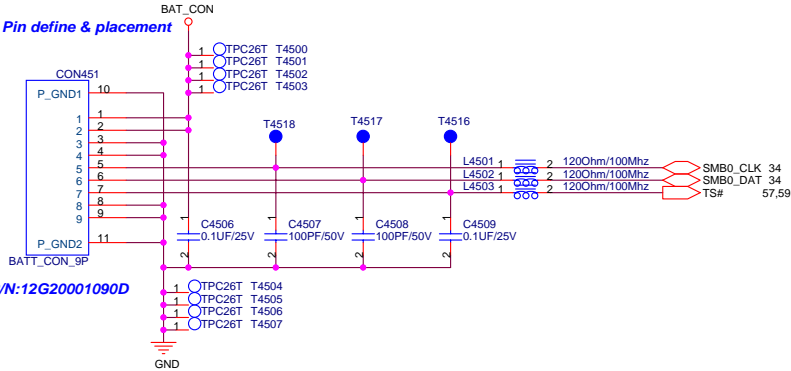 BAT_CON
Pin define & placement
1 TPC26T T4500
1 TPC26T T4501
1 TPC26T T4502
1 TPC26T T4503
CON451
P_GND1 10
1 1
2 2
3 3
4 4
5 5
6 6
7 7
8 8
9 9
P_GND2 11
BATT_CON_9P
T4518
T4517
T4516
L4501 1 2 120Ohm/100Mhz SMB0_CLK 34
L4502 1 2 120Ohm/100Mhz SMB0_DAT 34
L4503 1 2 120Ohm/100Mhz TS# 57,59
1 C4506 0.1UF/25V 2
1 C4507 100PF/50V 2
1 C4508 100PF/50V 2
1 C4509 0.1UF/25V 2
/N:12G20001090D
1 TPC26T T4504
1 TPC26T T4505
1 TPC26T T4506
1 TPC26T T4507
GND